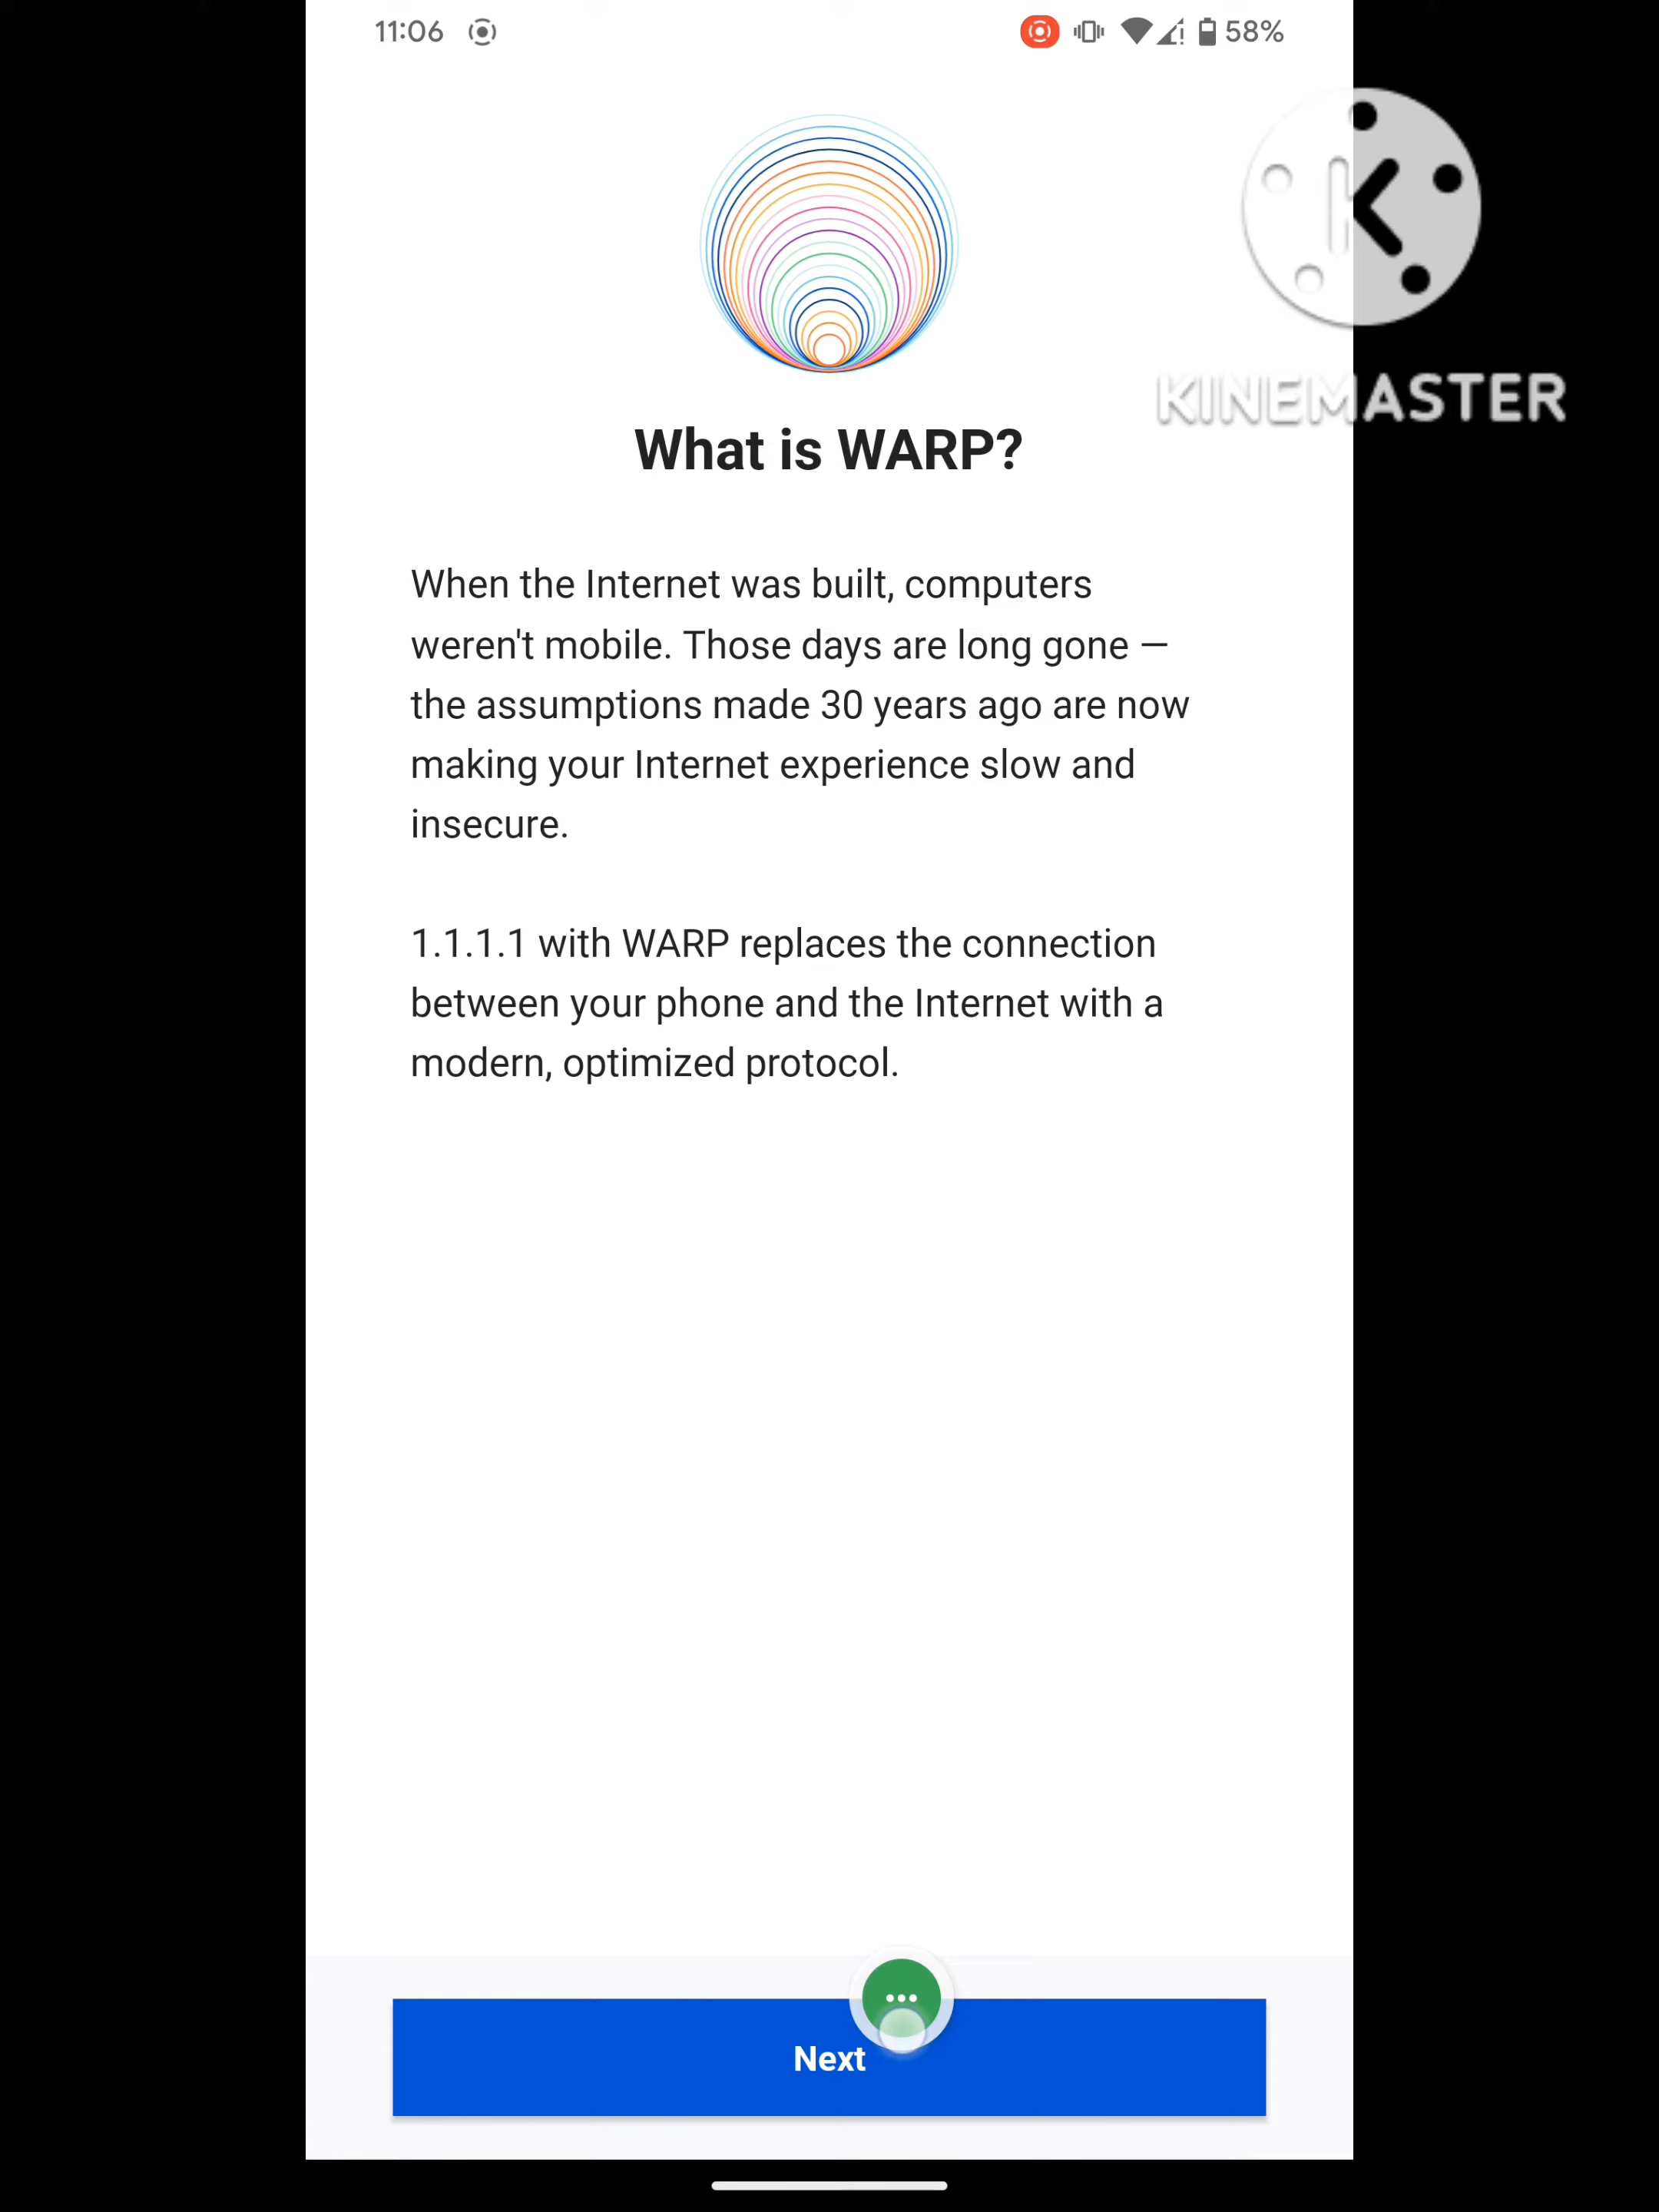 11:06
58%
KINEMASTER
What is WARP?
When the Internet was built, computers
weren't mobile. Those days are long gone —
the assumptions made 30 years ago are now
making your Internet experience slow and
insecure.
1.1.1.1 with WARP replaces the connection
between your phone and the Internet with a
modern, optimized protocol.
Next